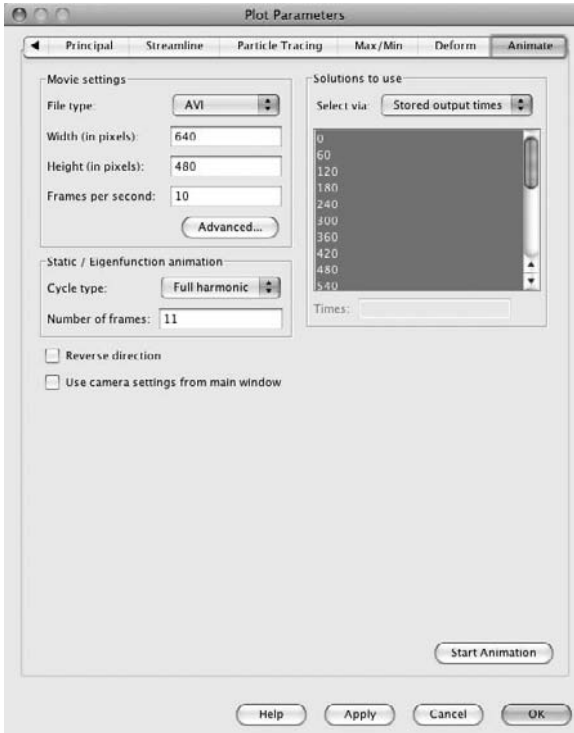 Plot Parameters
Principal Streamline Particle Tracing Max/Min Deform Animate
Movie settings
File type: AVI
Width (in pixels): 640
Height (in pixels): 480
Frames per second: 10
Advanced...
Static / Eigenfunction animation
Cycle type: Full harmonic
Number of frames: 11
Reverse direction
Use camera settings from main window
Solutions to use
Select via: Stored output times
0
60
120
180
240
300
360
420
480
540
Times:
Start Animation
Help Apply Cancel OK